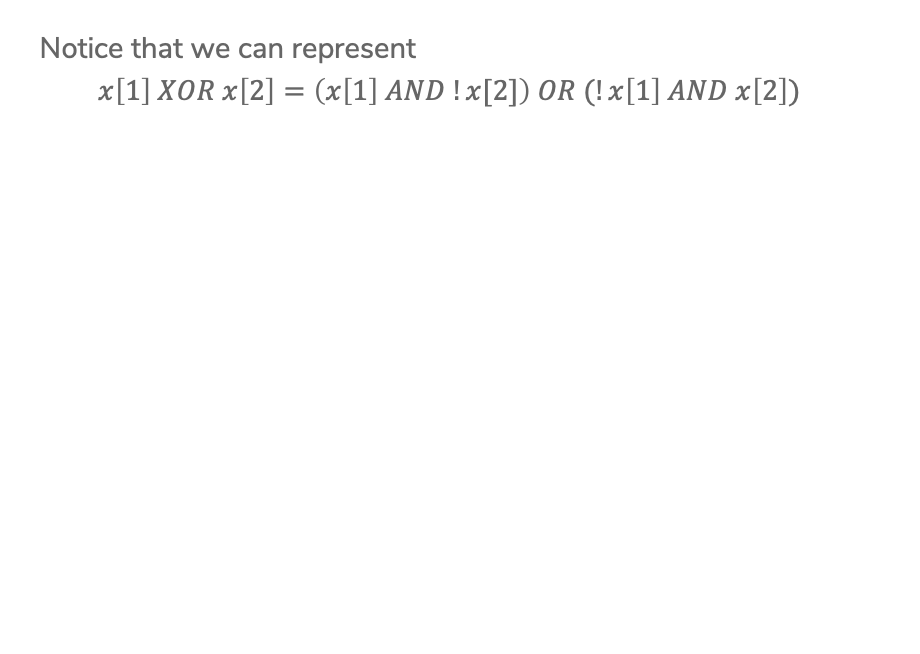 Notice that we can represent
x[1] XOR x[2] = (x[1] AND !x[2]) OR (!x[1] AND x[2])